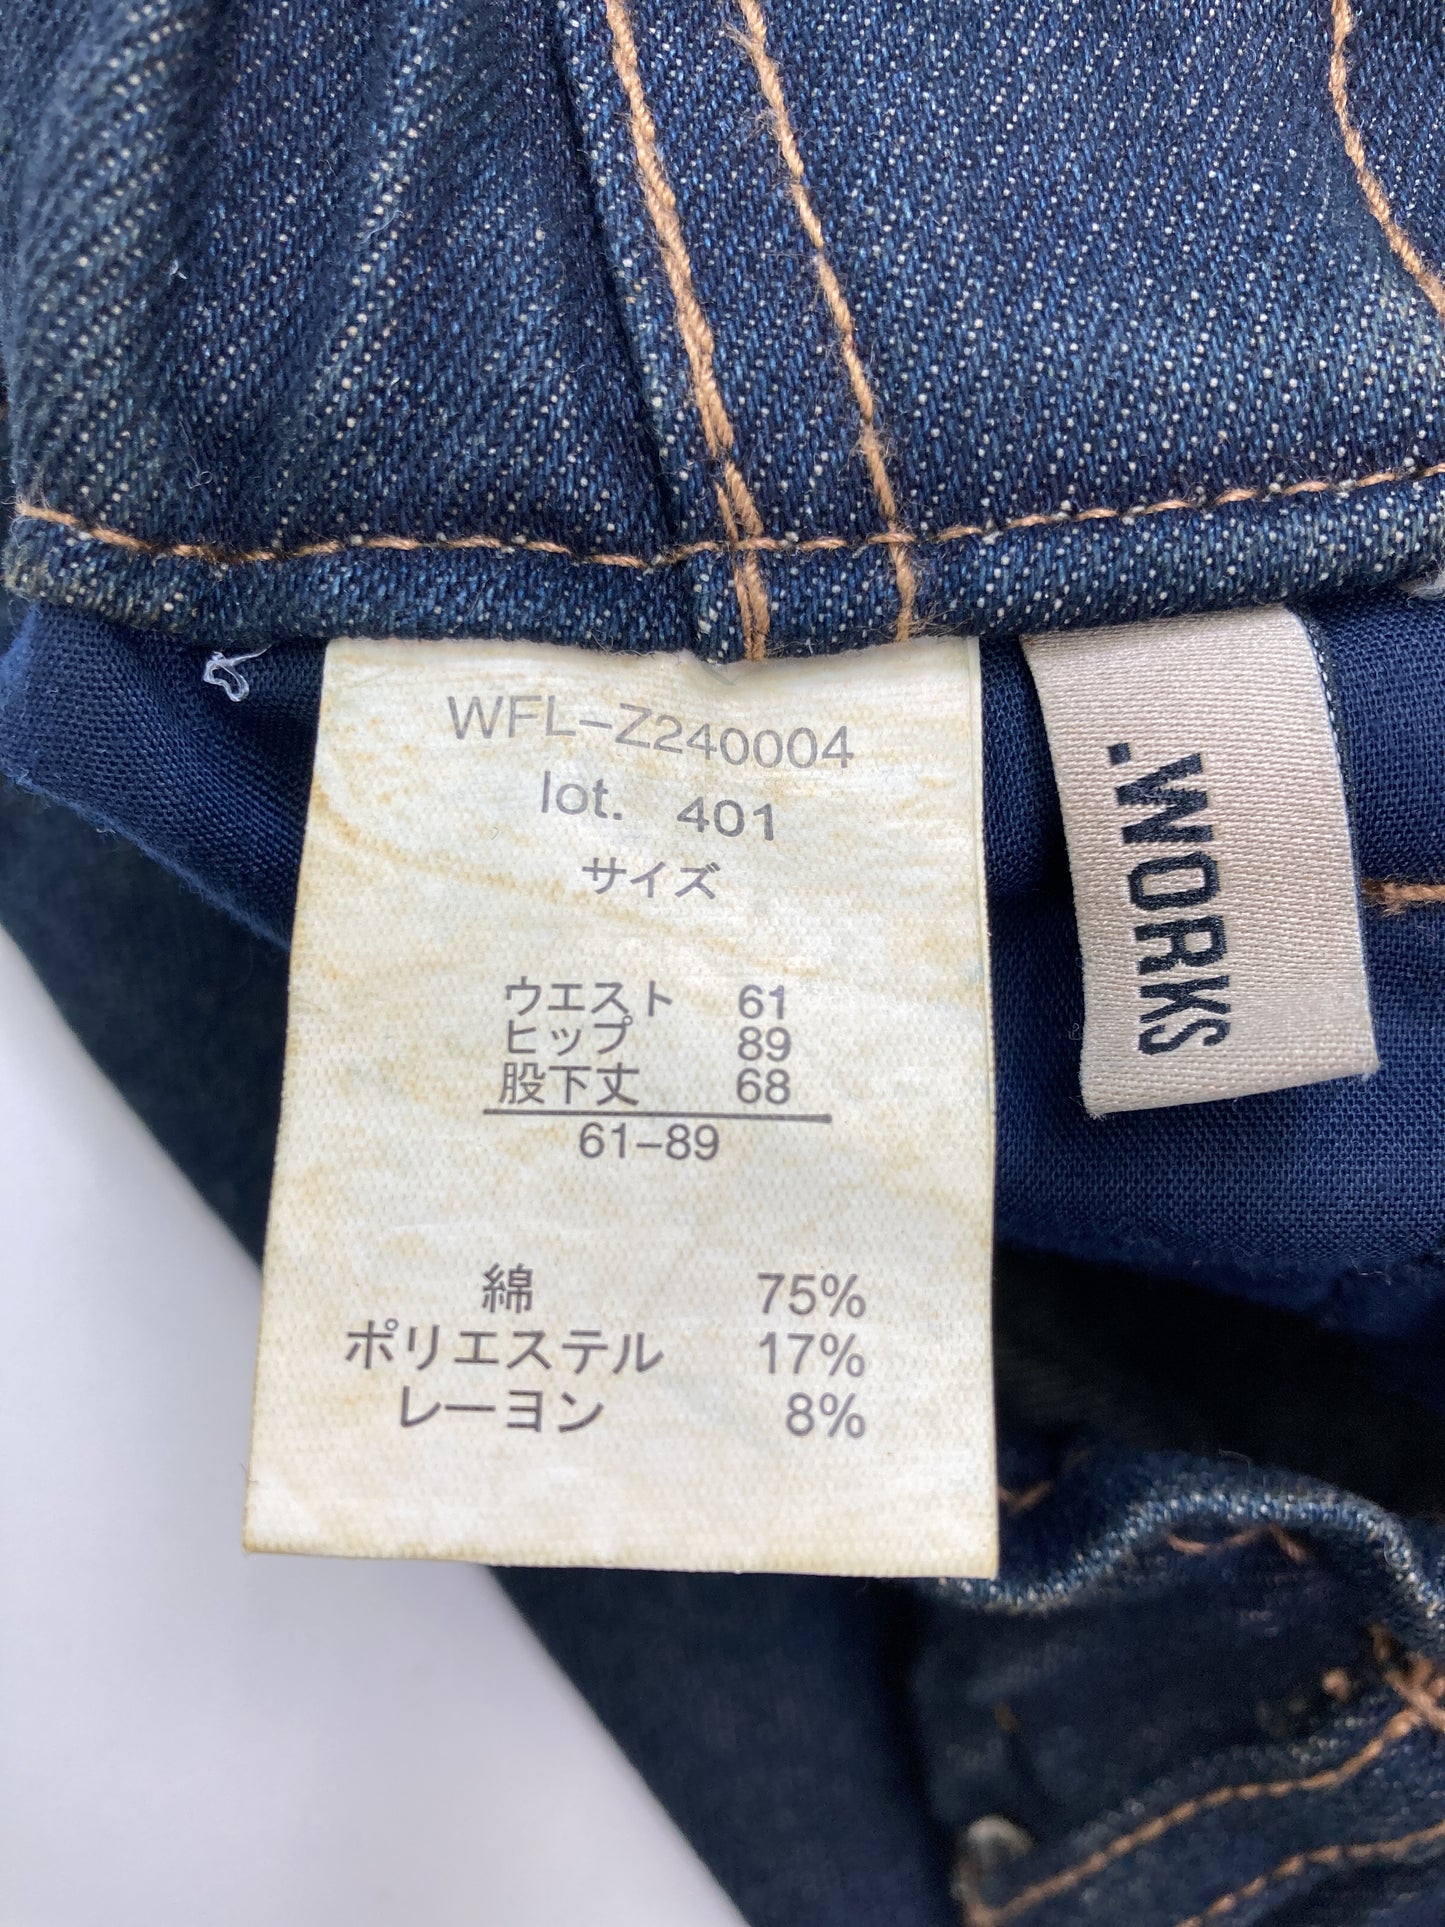 WFL-Z240004
lot. 401
サイズ
ウエスト 61
ヒップ 89
股下丈 68
61-89
綿 75%
ポリエステル 17%
レーヨン 8%
.WORKS